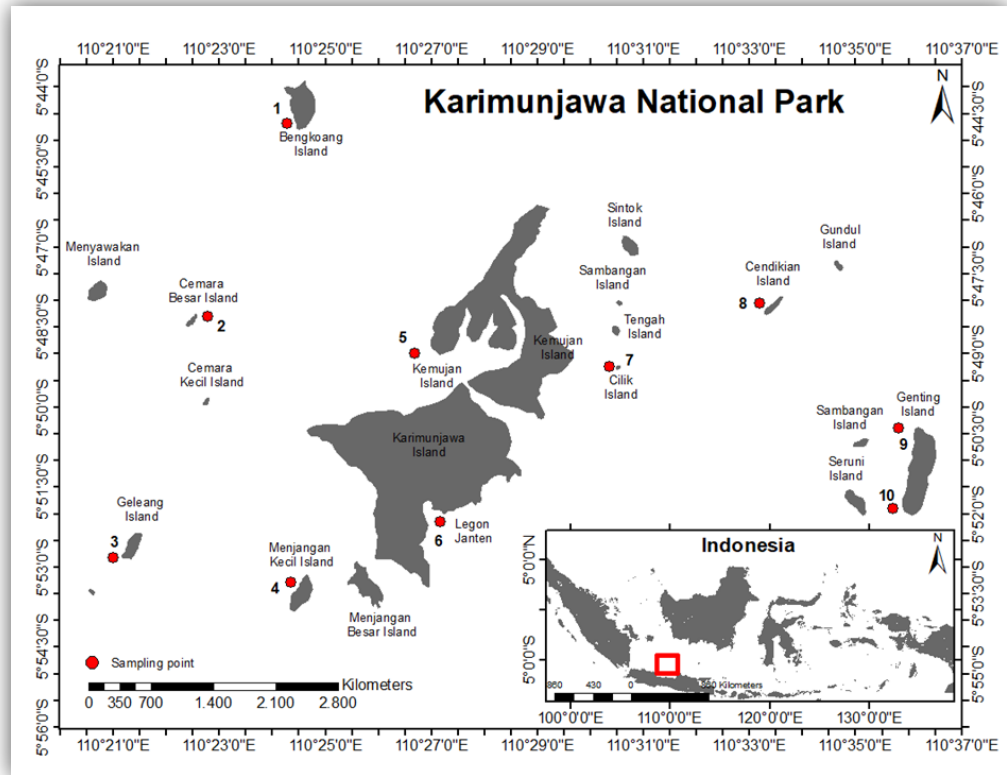 110°21'0"E 110°23'0"E 110°25'0"E 110°27'0"E 110°29'0"E 110°31'0"E 110°33'0"E 110°35'0"E 110°37'0"E
Karimunjawa National Park
N
5°44'0"S
5°45'30"S
5°47'0"S
5°48'30"S
5°50'0"S
5°51'30"S
5°53'0"S
5°54'30"S
5°56'0"S
5°44'30"S
5°46'0"S
5°47'30"S
5°49'0"S
5°50'30"S
5°52'0"S
5°53'30"S
5°55'0"S
1
Bengkoang
Island
Menyawakan
Island
Cemara
Besar Island
2
Cemara
Kecil Island
Sintok
Island
Sambangan
Island
Tengah
Island
7
Cilik
Island
Gundul
Island
Cendikian
Island
8
5
Kemujan
Island
Kemujan
Island
Karimunjawa
Island
Sambangan
Island
Genting
Island
9
Seruni
Island
10
Geleang
Island
3
Menjangan
Kecil Island
4
Menjangan
Besar Island
6
Legon
Janten
Sampling point
Kilometers
0 350 700 1.400 2.100 2.800
Indonesia
N
5°0'0"N
5°0'0"S
860 430 0 860 Kilometers
100°0'0"E 110°0'0"E 120°0'0"E 130°0'0"E
110°21'0"E 110°23'0"E 110°25'0"E 110°27'0"E 110°29'0"E 110°31'0"E 110°33'0"E 110°35'0"E 110°37'0"E